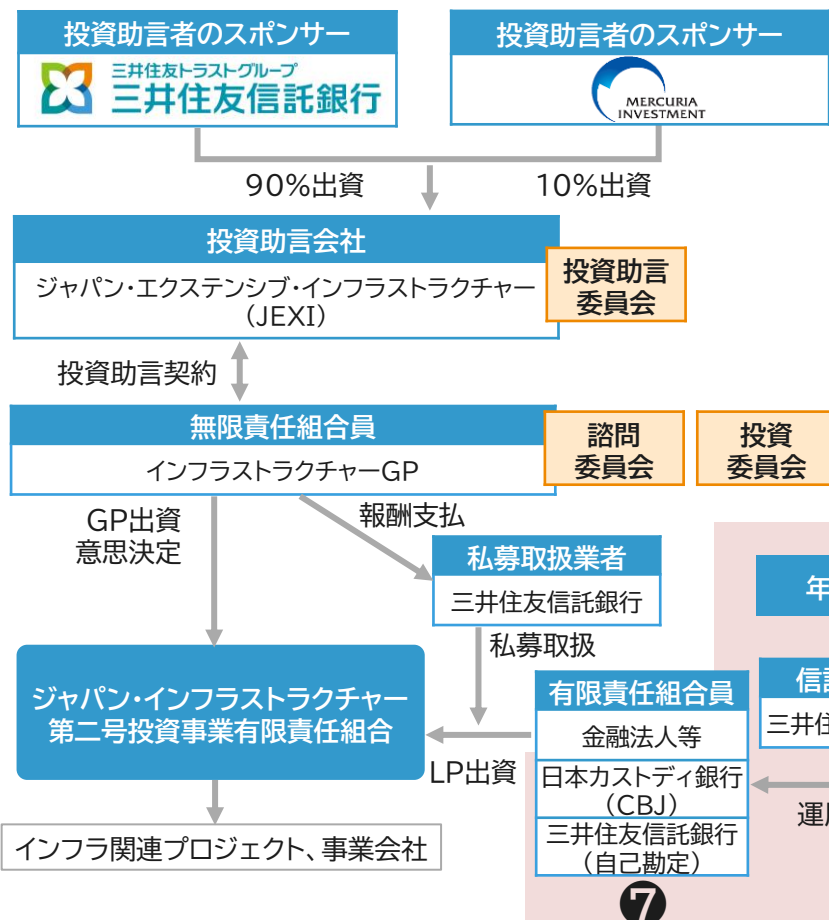 投資助言者のスポンサー
三井住友トラストグループ
三井住友信託銀行
投資助言者のスポンサー
MERCURIA
INVESTMENT
90%出資
10%出資
投資助言会社
ジャパン・エクステンシブ・インフラストラクチャー
（JEXI）
投資助言
委員会
投資助言契約
無限責任組合員
インフラストラクチャーGP
諮問
委員会
投資
委員会
GP出資
意思決定
報酬支払
私募取扱業者
三井住友信託銀行
私募取扱
年
ジャパン・インフラストラクチャー
第二号投資事業有限責任組合
LP出資
有限責任組合員
金融法人等
日本カストディ銀行
（CBJ）
三井住友信託銀行
（自己勘定）
7
三井住
インフラ関連プロジェクト、事業会社